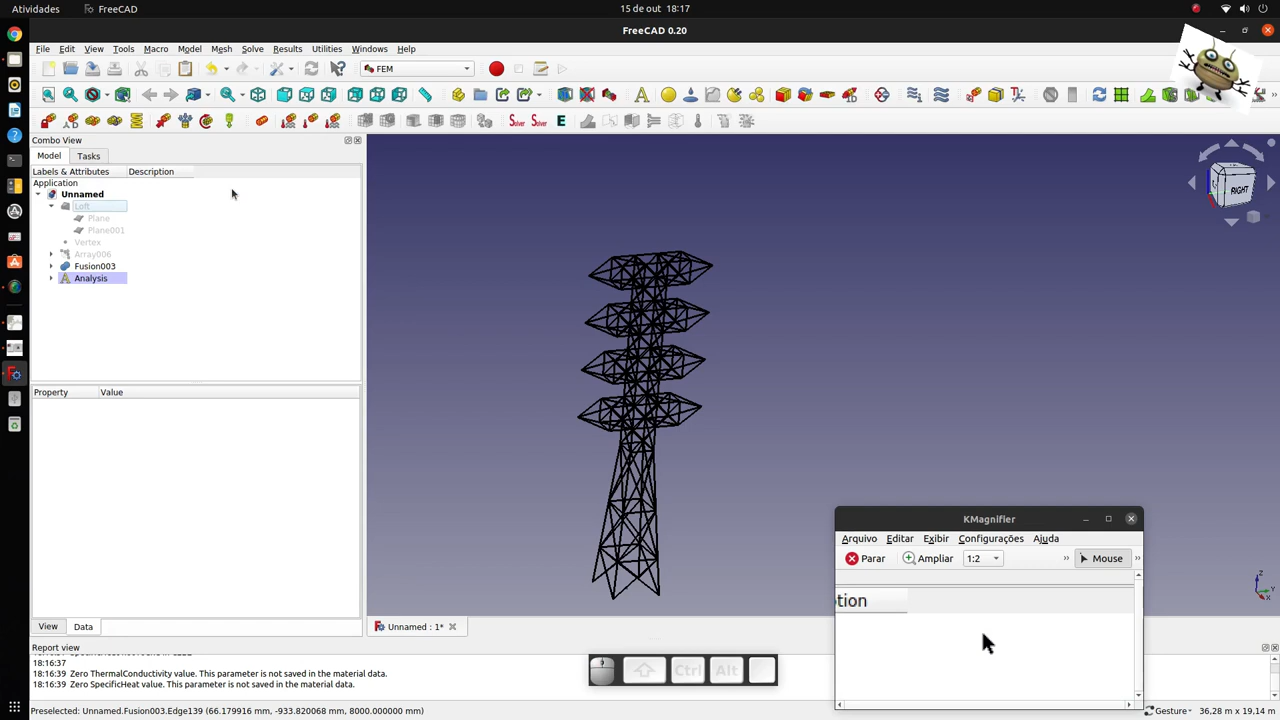 Atividades FreeCAD 15 de out 18:17
FreeCAD 0.20
File Edit View Tools Macro Model Mesh Solve Results Utilities Windows Help
FEM
Solver Solver E
Combo View
Model Tasks
Labels & Attributes Description
Application
Unnamed
Loft
Plane
Plane001
Vertex
Array006
Fusion003
Analysis
RIGHT
Property Value
View Data
Unnamed : 1*
KMagnifier
Arquivo Editar Exibir Configurações Ajuda
Parar Ampliar 1:2 Mouse
tion
Report view
18:16:37
18:16:39 Zero ThermalConductivity value. This parameter is not saved in the material data.
18:16:39 Zero SpecificHeat value. This parameter is not saved in the material data.
Ctrl Alt
Preselected: Unnamed.Fusion003.Edge139 (66.179916 mm, -933.820068 mm, 8000.000000 mm)
Gesture 36,28 m x 19,14 m